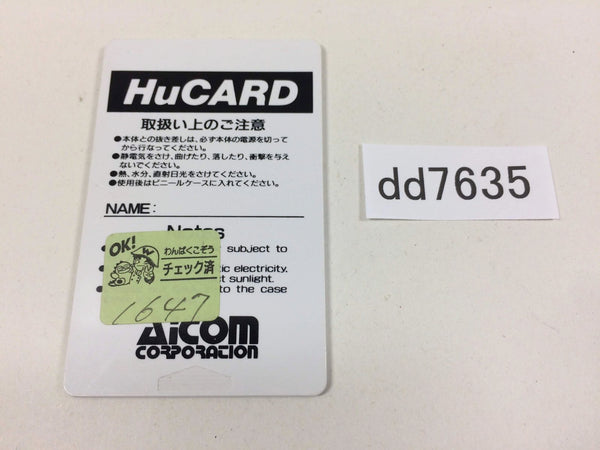 HuCARD
取扱い上のご注意
●本体との抜き差しは、必ず本体の電源を切って
から行なってください。
●静電気をさけ、曲げたり、落したり、衝撃を与え
ないでください。
●熱、水分、直射日光をさけてください。
●使用後はビニールケースに入れてください。
NAME:
Notes
subject to
OK!
わんぱくこぞう
チェック済
1647
electricity.
sunlight.
to the case
AiCOM
CORPORATION
dd7635